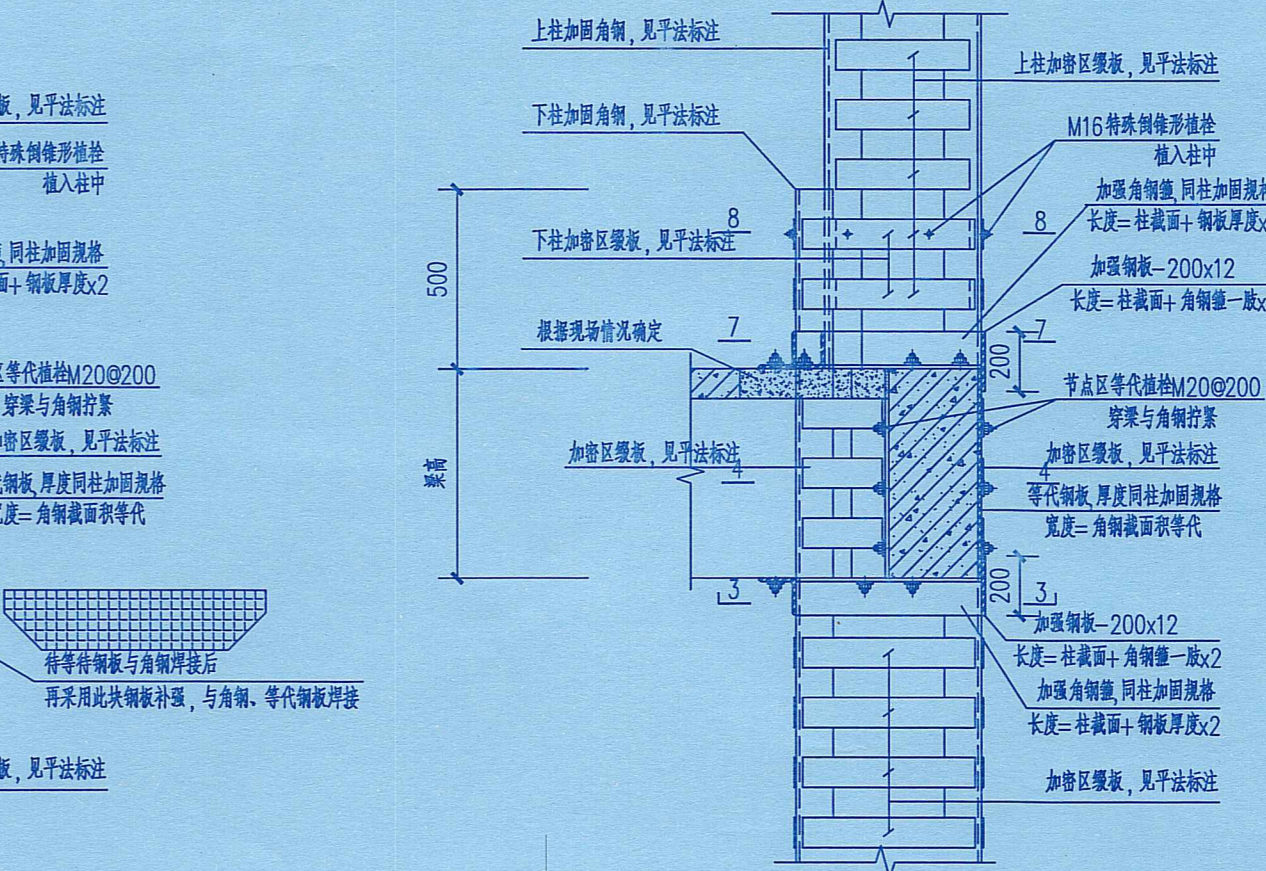 板，见平法标注
特殊倒锥形植栓
植入柱中
同柱加固规格
面+钢板厚度x2
区等代植栓M20@200
穿梁与角钢拧紧
密区缀板，见平法标注
钢板,厚度同柱加固规格
宽度=角钢截面积等代
待等待钢板与角钢焊接后
再采用此块钢板补强，与角钢、等代钢板焊接
板，见平法标注
上柱加固角钢，见平法标注
下柱加固角钢，见平法标注
8
下柱加密区缀板，见平法标注
500
7
根据现场情况确定
梁高
加密区缀板，见平法标注
4
3
上柱加密区缀板，见平法标注
M16特殊倒锥形植栓
植入柱中
加强角钢箍,同柱加固规格
8
长度=柱截面+钢板厚度x
加强钢板-200x12
长度=柱截面+角钢箍一肢x
7
200
节点区等代植栓M20@200
穿梁与角钢拧紧
加密区缀板，见平法标注
4
等代钢板,厚度同柱加固规格
宽度=角钢截面积等代
200
3
加强钢板-200x12
长度=柱截面+角钢箍一肢x2
加强角钢箍,同柱加固规格
长度=柱截面+钢板厚度x2
加密区缀板，见平法标注